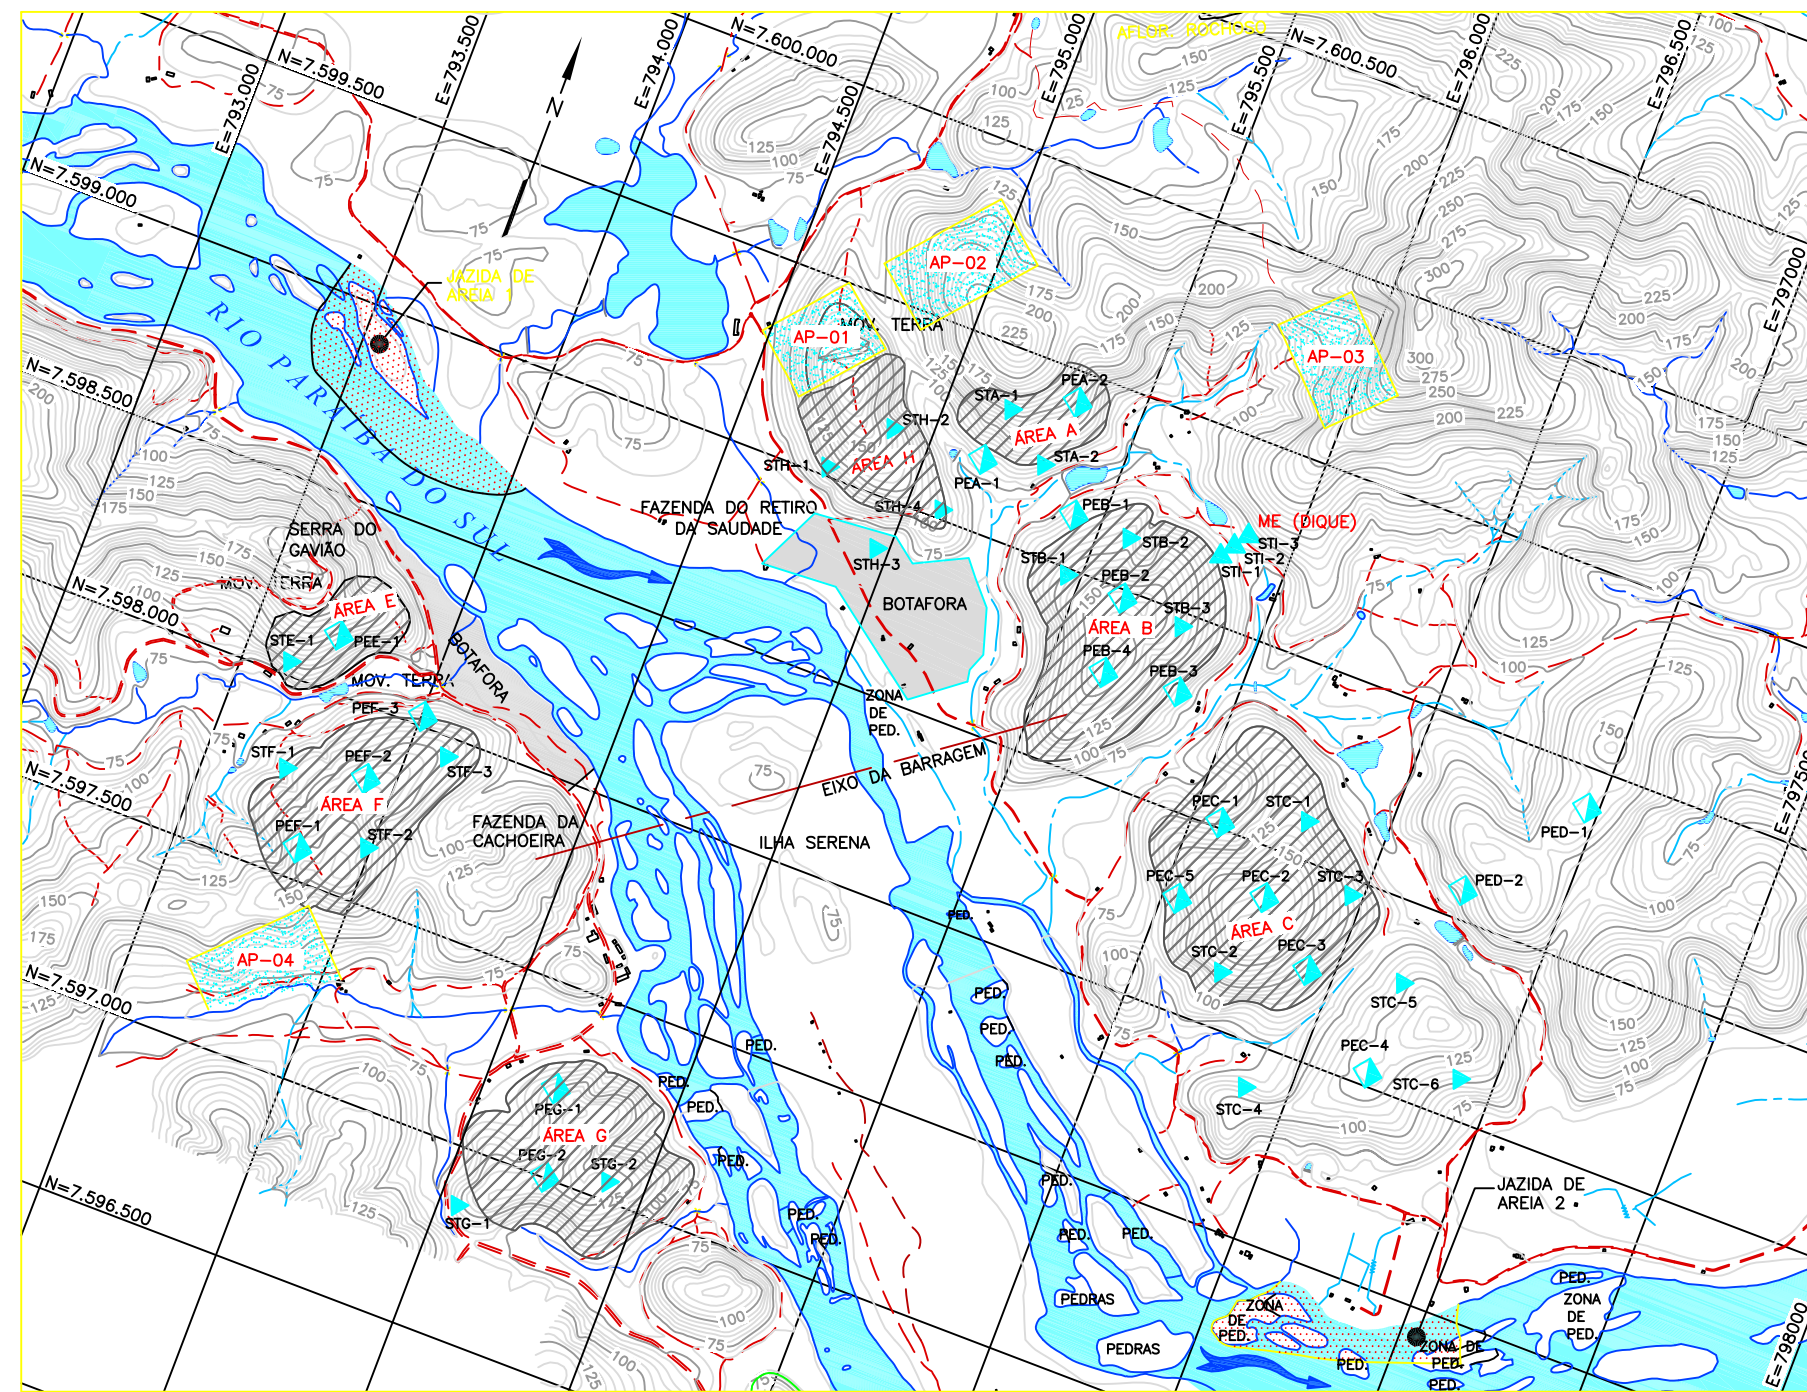 AFLOR. ROCHOSO
N=7.599.500
N=7.600.000
N=7.600.500
E=793.000
E=793.500
E=794.000
E=794.500
E=795.000
E=795.500
E=796.000
E=796.500
E=797000
E=797500
E=798000
N=7.599.000
N=7.598.500
N=7.598.000
N=7.597.500
N=7.597.000
N=7.596.500
N
JAZIDA DE
AREIA 1
RIO PARAIBA DO SUL
AP-01
AP-02
AP-03
AP-04
MOV. TERRA
STH-1
STH-2
STH-3
STH-4
ÁREA H
STA-1
STA-2
PEA-1
PEA-2
ÁREA A
FAZENDA DO RETIRO
DA SAUDADE
BOTAFORA
SERRA DO
GAVIÃO
MOV. TERRA
ÁREA E
STE-1
PEE-1
MOV. TERRA
BOTAFORA
PEB-1
STB-1
STB-2
PEB-2
STB-3
ÁREA B
PEB-4
PEB-3
ME (DIQUE)
STI-3
STI-2
STI-1
ZONA
DE
PED.
EIXO DA BARRAGEM
ILHA SERENA
FAZENDA DA
CACHOEIRA
PEF-3
STF-1
PEF-2
STF-3
ÁREA F
PEF-1
STF-2
PEC-1
STC-1
PEC-5
PEC-2
STC-3
ÁREA C
STC-2
PEC-3
STC-5
PEC-4
STC-6
STC-4
PED-1
PED-2
PEG-1
ÁREA G
PEG-2
STG-2
STG-1
PED.
PED.
PED.
PED.
PED.
PED.
PED.
PED.
PED.
PED.
PED.
PED.
PED.
PEDRAS
PEDRAS
JAZIDA DE
AREIA 2
ZONA
DE
PED.
ZONA DE
PED.
PED.
PED.
PED.
ZONA
DE
PED.